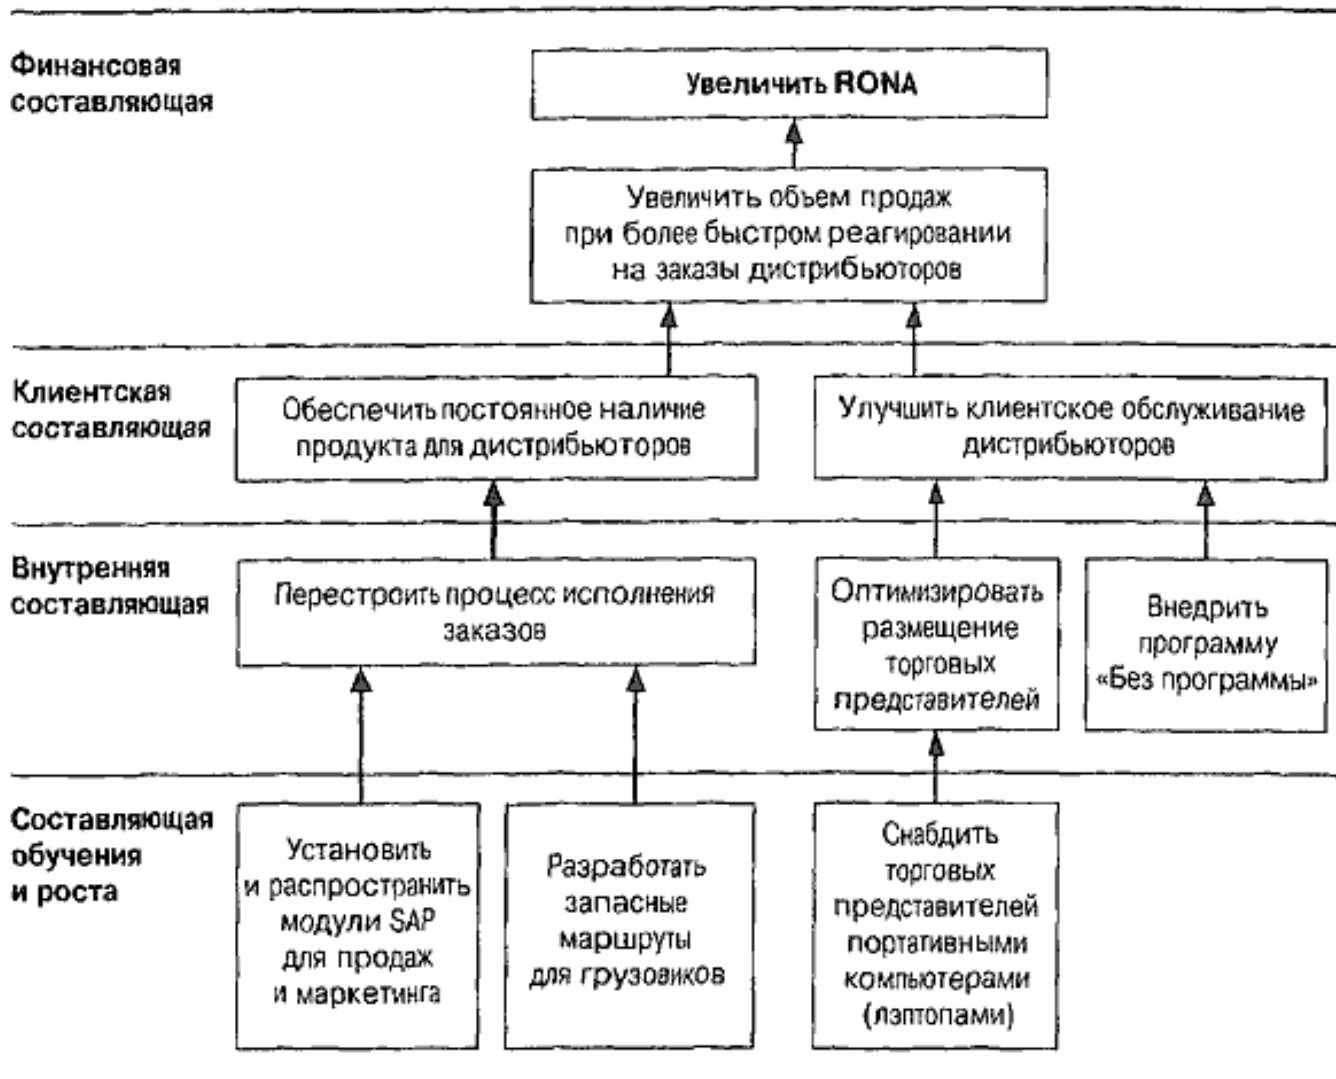 Финансовая
составляющая
Увеличить RONA
Увеличить объем продаж
при более быстром реагировании
на заказы дистрибьюторов
Клиентская
составляющая
Обеспечить постоянное наличие
продукта для дистрибьюторов
Улучшить клиентское обслуживание
дистрибьюторов
Внутренняя
составляющая
Перестроить процесс исполнения
заказов
Оптимизировать
размещение
торговых
представителей
Внедрить
программу
«Без программы»
Составляющая
обучения
и роста
Установить
и распространить
модули SAP
для продаж
и маркетинга
Разработать
запасные
маршруты
для грузовиков
Снабдить
торговых
представителей
портативными
компьютерами
(лэптопами)